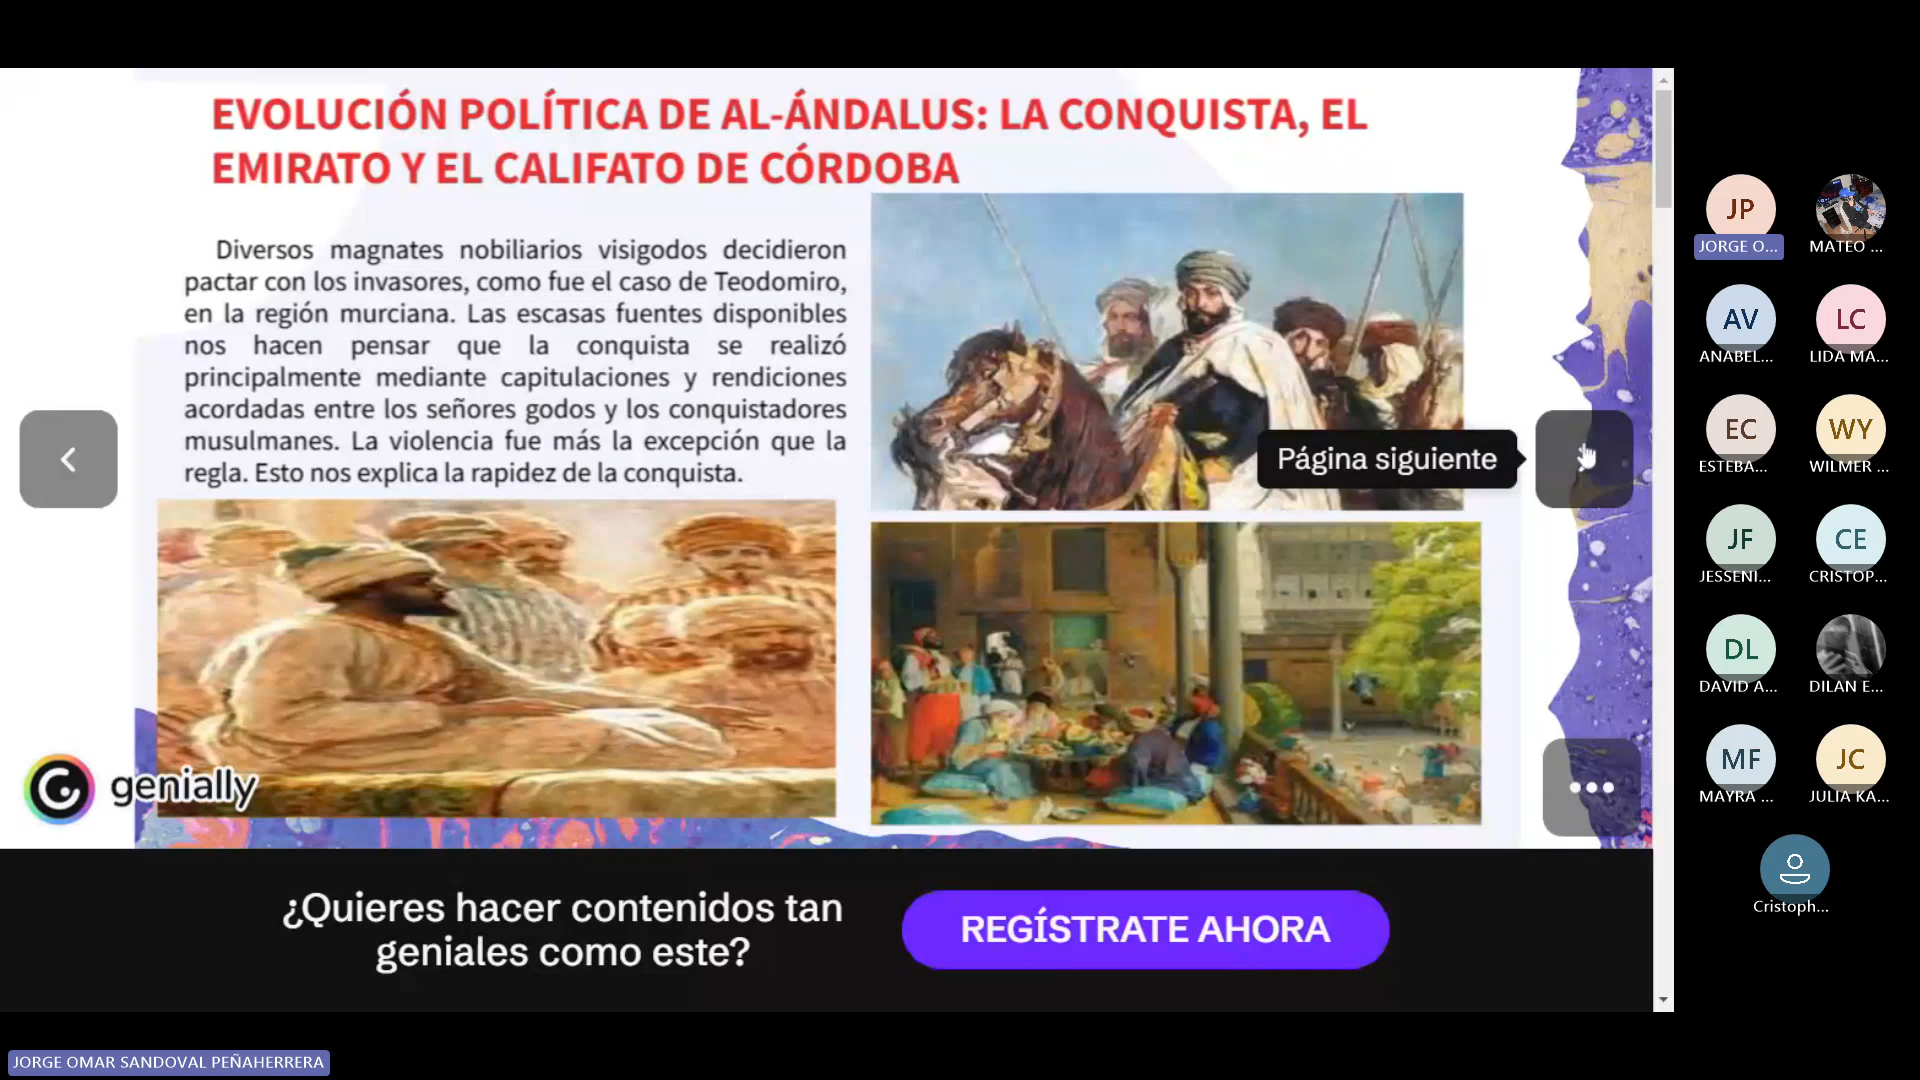 EVOLUCIÓN POLÍTICA DE AL-ÁNDALUS: LA CONQUISTA, EL
EMIRATO Y EL CALIFATO DE CÓRDOBA
Diversos magnates nobiliarios visigodos decidieron
pactar con los invasores, como fue el caso de Teodomiro,
en la región murciana. Las escasas fuentes disponibles
nos hacen pensar que la conquista se realizó
principalmente mediante capitulaciones y rendiciones
acordadas entre los señores godos y los conquistadores
musulmanes. La violencia fue más la excepción que la
regla. Esto nos explica la rapidez de la conquista.
Página siguiente
genially
¿Quieres hacer contenidos tan
geniales como este?
REGÍSTRATE AHORA
JP
JORGE O...
MATEO ...
AV
ANABEL...
LC
LIDA MA...
EC
ESTEBA...
WY
WILMER ...
JF
JESSENI...
CE
CRISTOP...
DL
DAVID A...
DILAN E...
MF
MAYRA ...
JC
JULIA KA...
Cristoph...
JORGE OMAR SANDOVAL PEÑAHERRERA